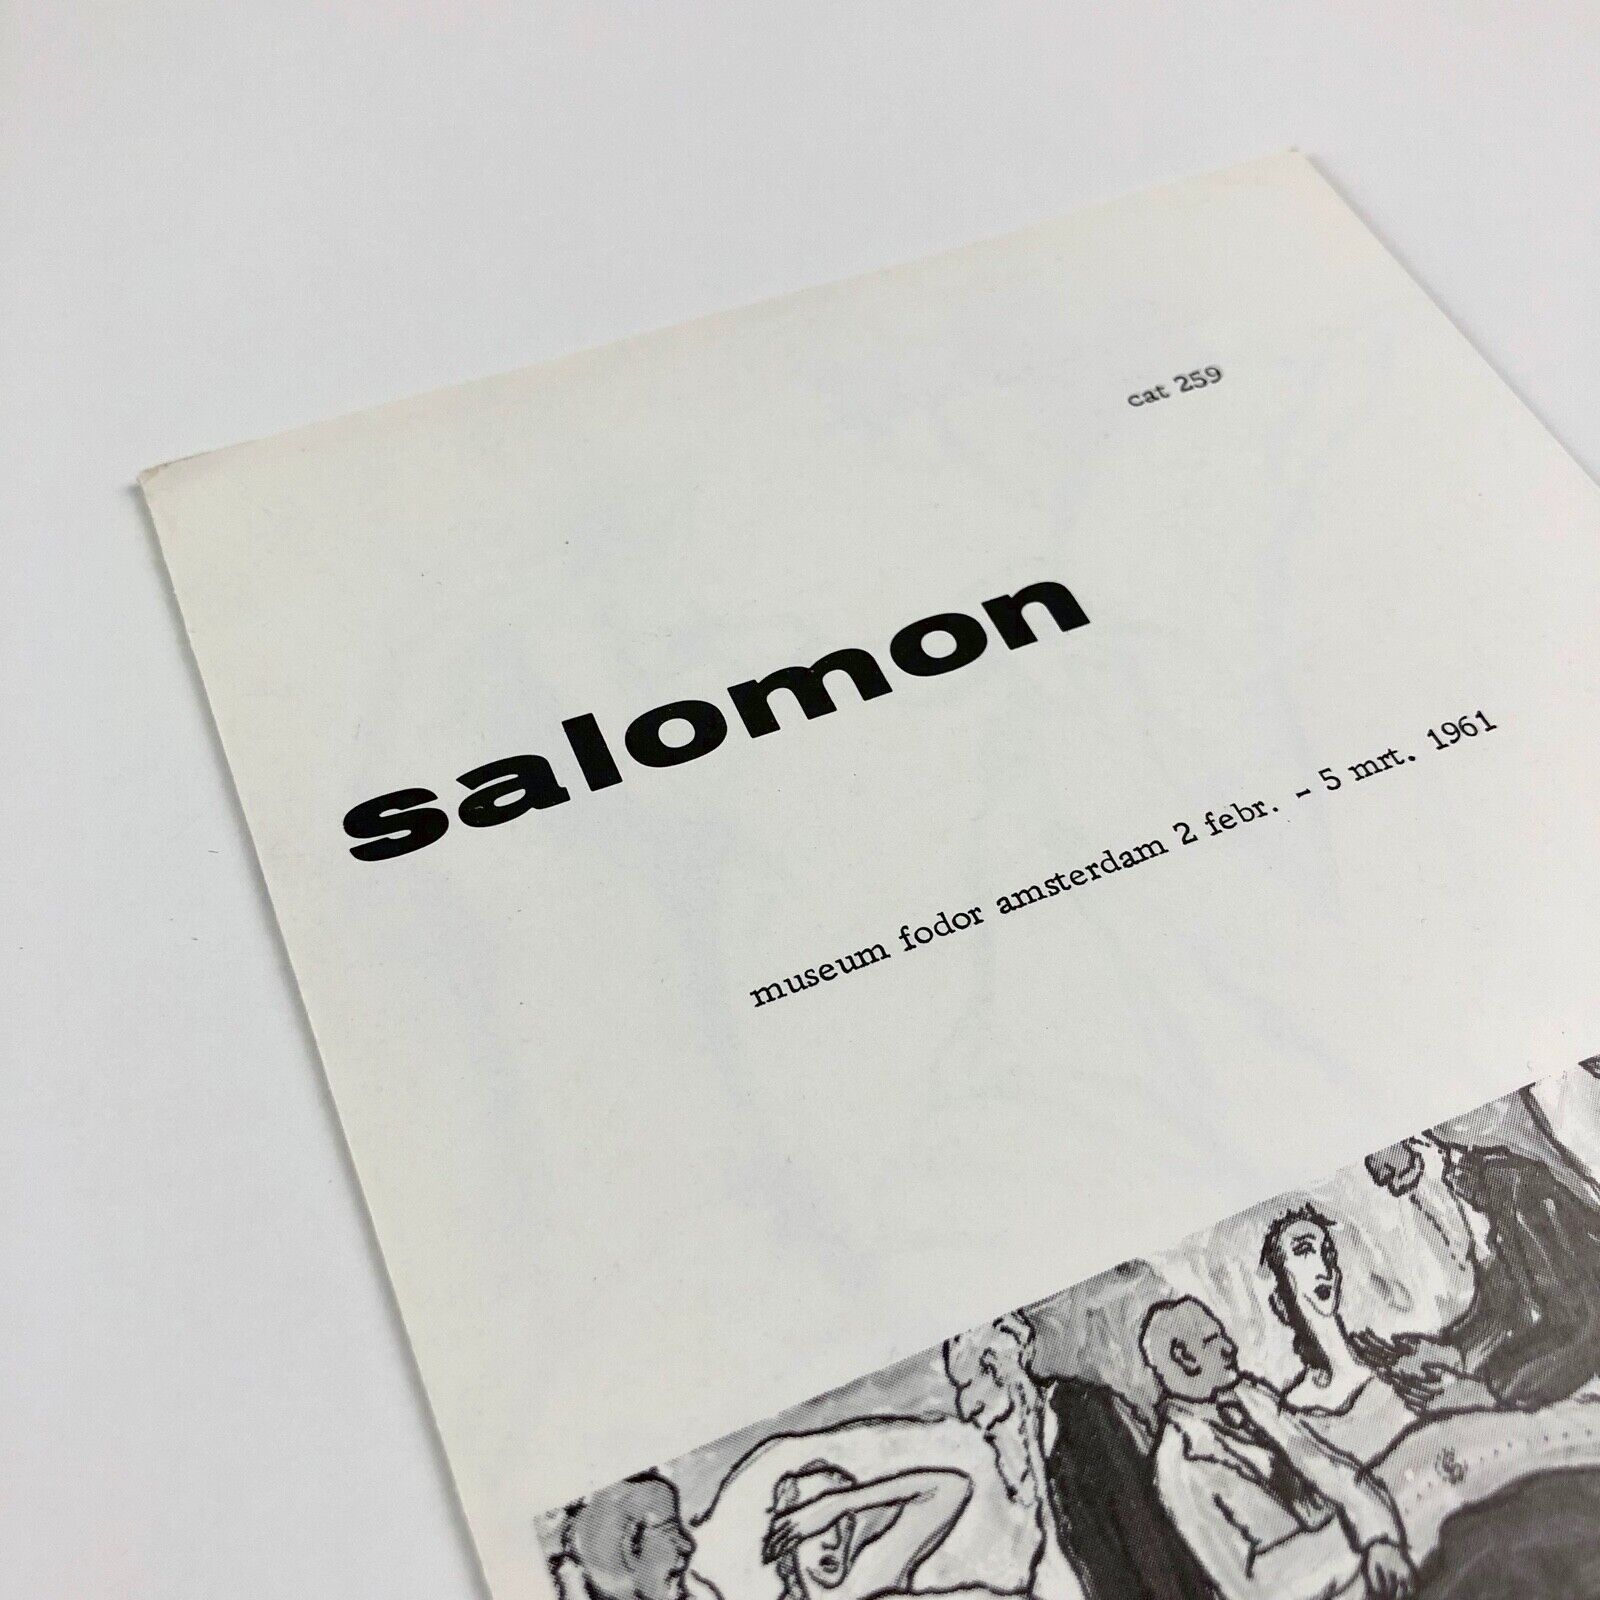 cat 259
salomon
museum fodor amsterdam 2 febr. - 5 mrt. 1961